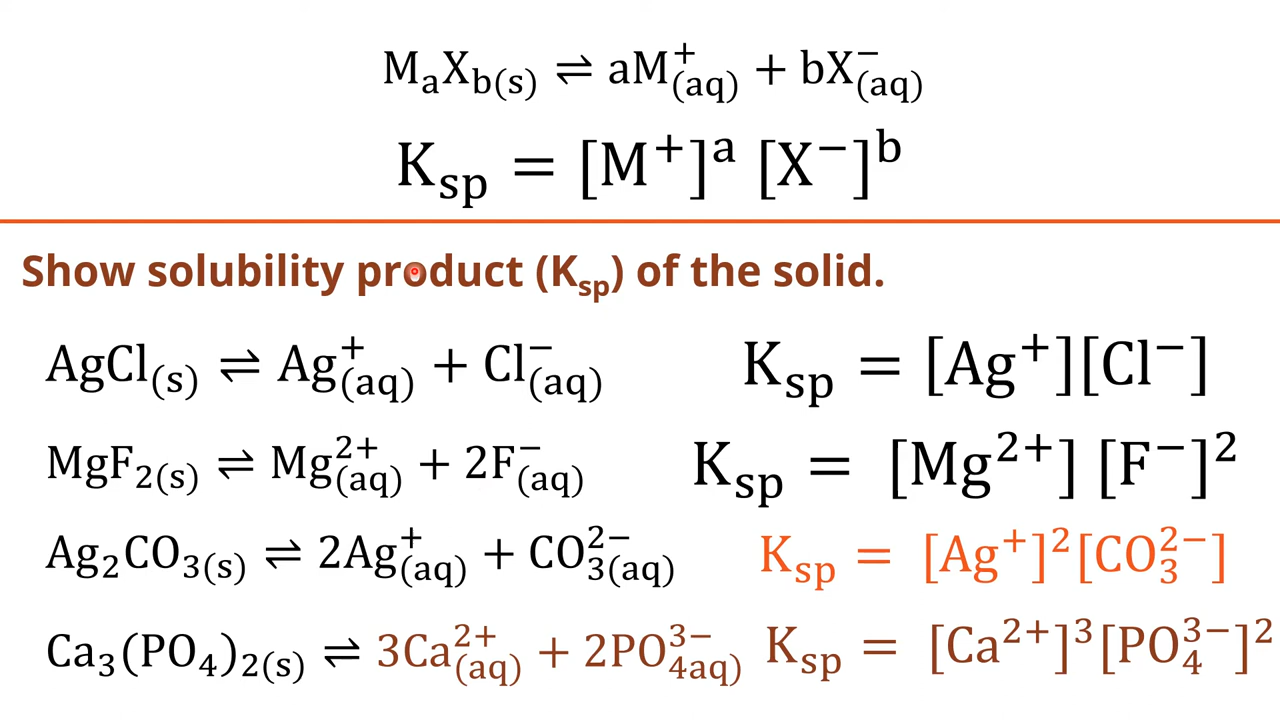 MₐX_b(s) ⇌ aM⁺(aq) + bX⁻(aq)
Kₛₚ = [M⁺]ᵃ [X⁻]ᵇ
Show solubility product (Kₛₚ) of the solid.
AgCl(s) ⇌ Ag⁺(aq) + Cl⁻(aq) Kₛₚ = [Ag⁺][Cl⁻]
MgF₂(s) ⇌ Mg²⁺(aq) + 2F⁻(aq) Kₛₚ = [Mg²⁺] [F⁻]²
Ag₂CO₃(s) ⇌ 2Ag⁺(aq) + CO₃²⁻(aq) Kₛₚ = [Ag⁺]²[CO₃²⁻]
Ca₃(PO₄)₂(s) ⇌ 3Ca²⁺(aq) + 2PO₄³⁻aq) Kₛₚ = [Ca²⁺]³[PO₄³⁻]²